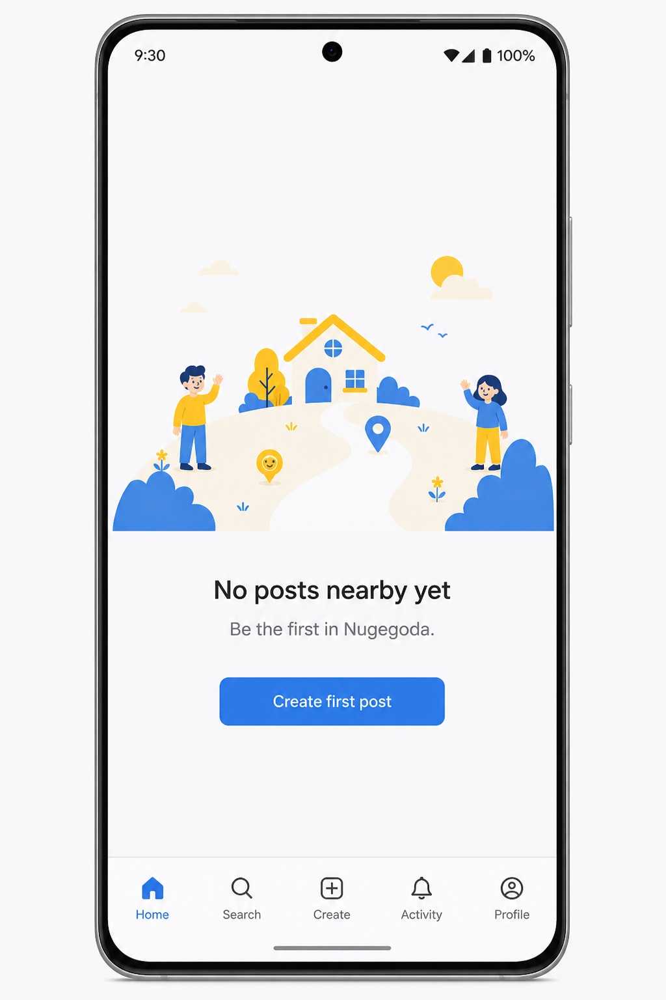 9:30
100%
No posts nearby yet
Be the first in Nugegoda.
Create first post
Home
Search
Create
Activity
Profile